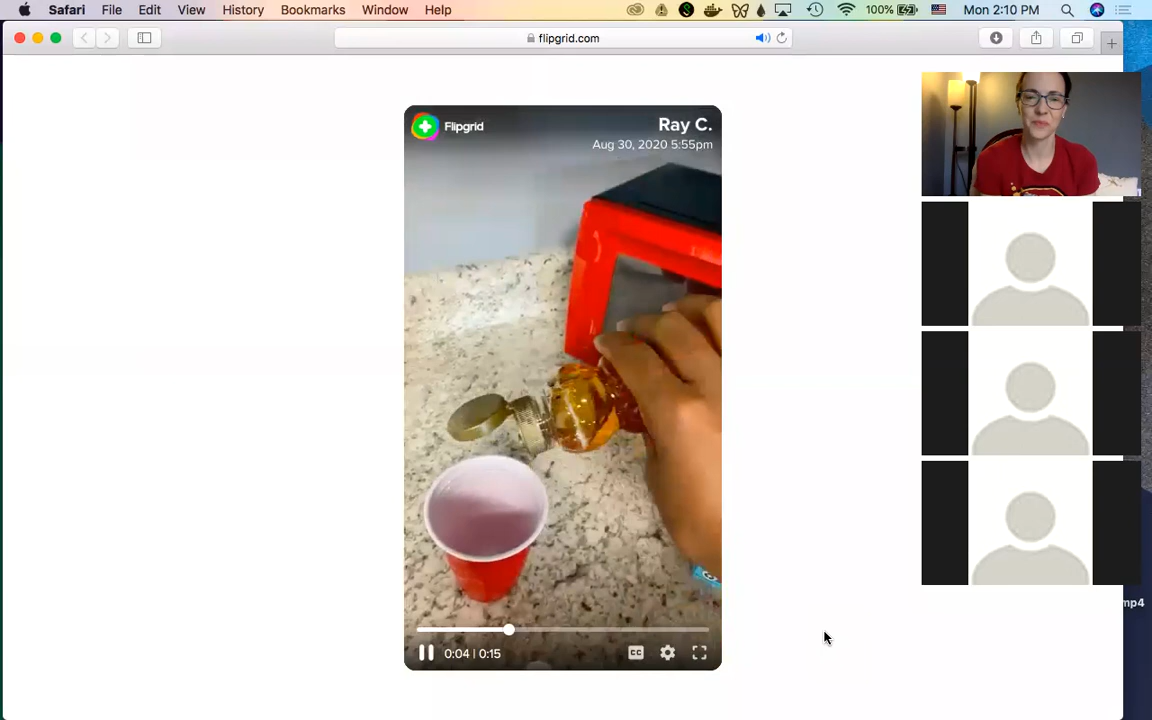 Safari File Edit View History Bookmarks Window Help 100% Mon 2:10 PM
flipgrid.com
Flipgrid
Ray C.
Aug 30, 2020 5:55pm
0:04 | 0:15
CC
mp4